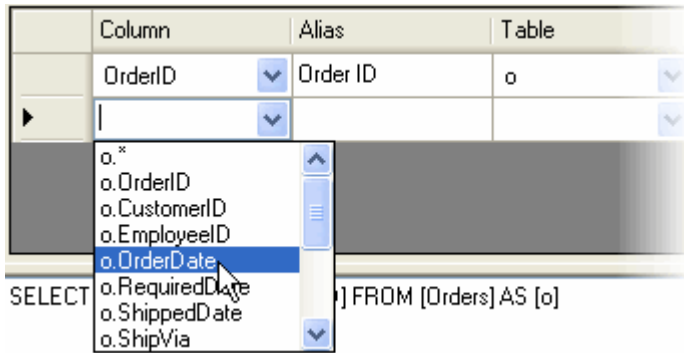 Column Alias Table
OrderID Order ID o
o.*
o.OrderID
o.CustomerID
o.EmployeeID
o.OrderDate
o.RequiredDate
o.ShippedDate
o.ShipVia
SELECT ] FROM [Orders] AS [o]